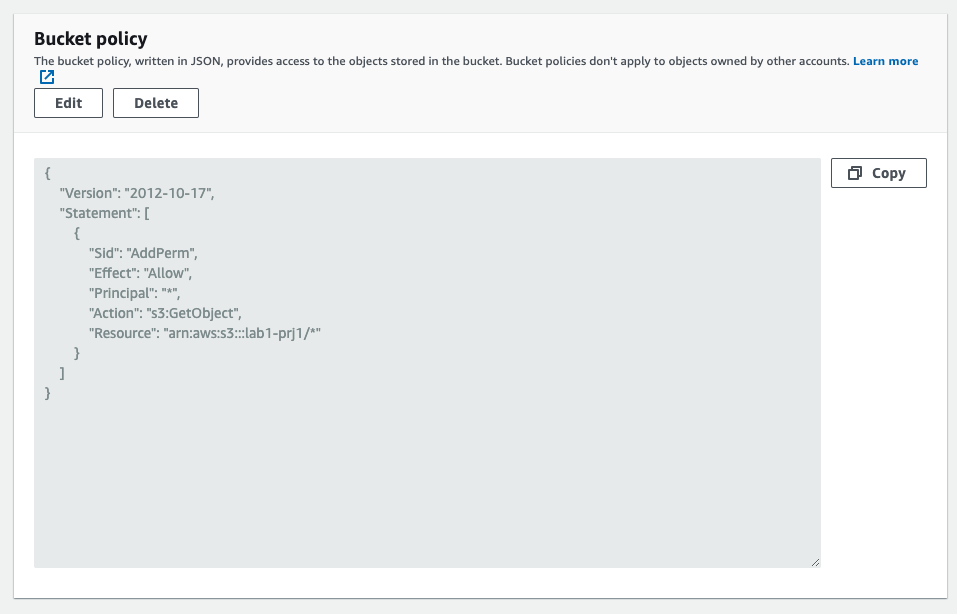 Bucket policy
The bucket policy, written in JSON, provides access to the objects stored in the bucket. Bucket policies don't apply to objects owned by other accounts. Learn more
Edit Delete
Copy
{
"Version": "2012-10-17",
"Statement": [
{
"Sid": "AddPerm",
"Effect": "Allow",
"Principal": "*",
"Action": "s3:GetObject",
"Resource": "arn:aws:s3:::lab1-prj1/*"
}
]
}